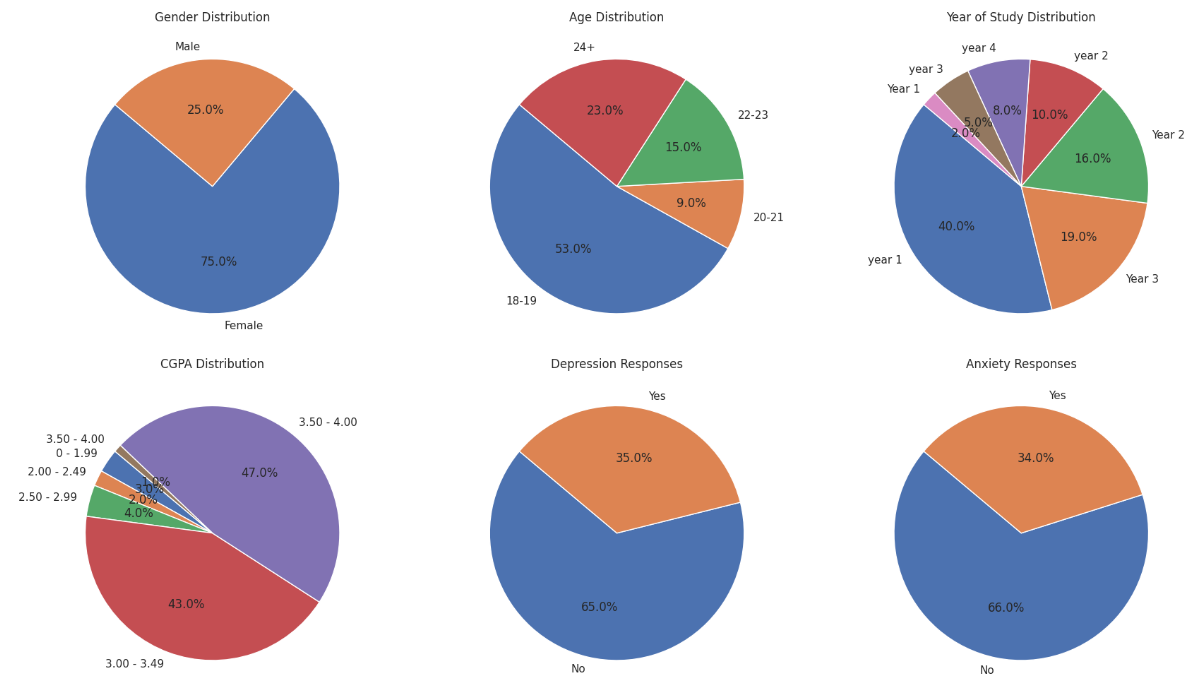 Gender Distribution
Male
25.0%
75.0%
Female
Age Distribution
24+
23.0%
22-23
15.0%
9.0%
20-21
53.0%
18-19
Year of Study Distribution
year 4
year 2
year 3
Year 1
8.0%
10.0%
5.0%
2.0%
Year 2
16.0%
40.0%
19.0%
year 1
Year 3
CGPA Distribution
3.50 - 4.00
3.50 - 4.00
0 - 1.99
2.00 - 2.49
2.50 - 2.99
47.0%
1.0%
3.0%
2.0%
4.0%
43.0%
3.00 - 3.49
Depression Responses
Yes
35.0%
65.0%
No
Anxiety Responses
Yes
34.0%
66.0%
No